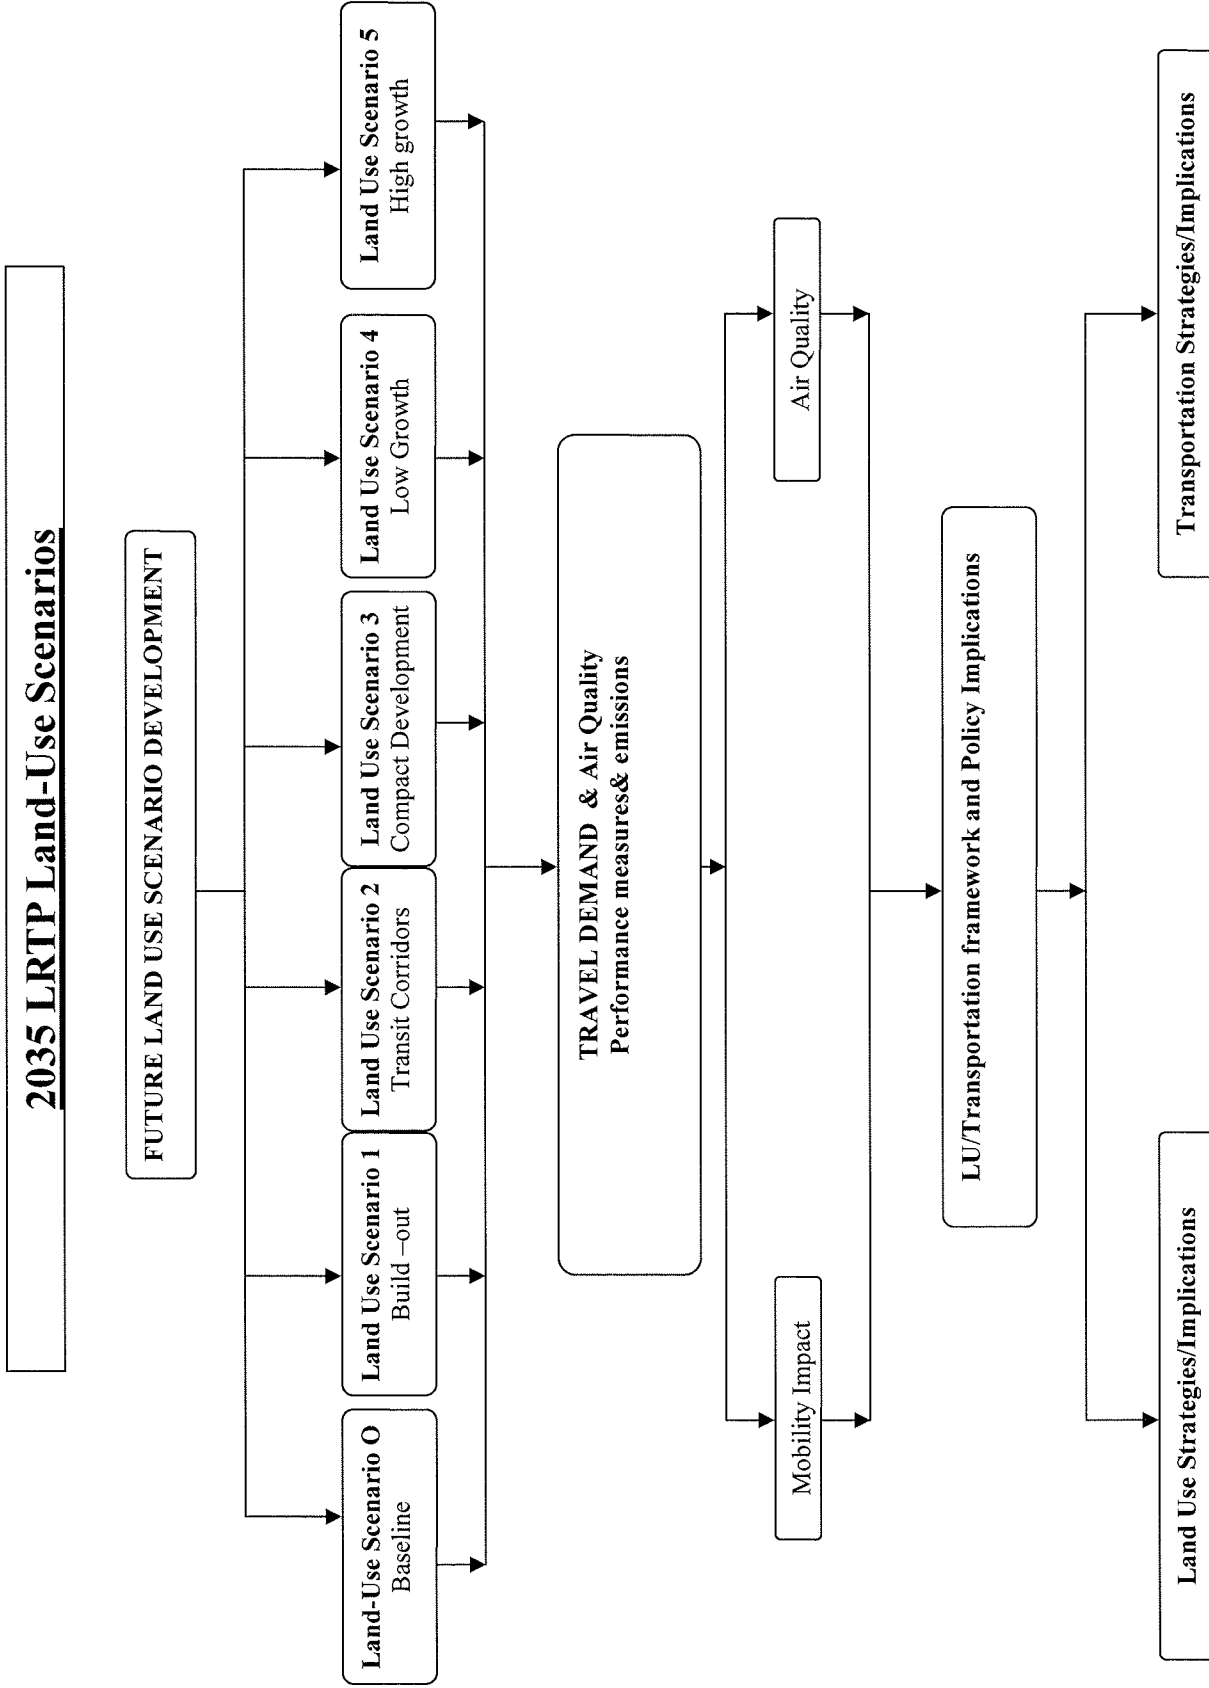 2035 LRTP Land-Use Scenarios
FUTURE LAND USE SCENARIO DEVELOPMENT
Land-Use Scenario O
Baseline
Land Use Scenario 1
Build –out
Land Use Scenario 2
Transit Corridors
Land Use Scenario 3
Compact Development
Land Use Scenario 4
Low Growth
Land Use Scenario 5
High growth
TRAVEL DEMAND & Air Quality
Performance measures& emissions
Mobility Impact
Air Quality
LU/Transportation framework and Policy Implications
Land Use Strategies/Implications
Transportation Strategies/Implications